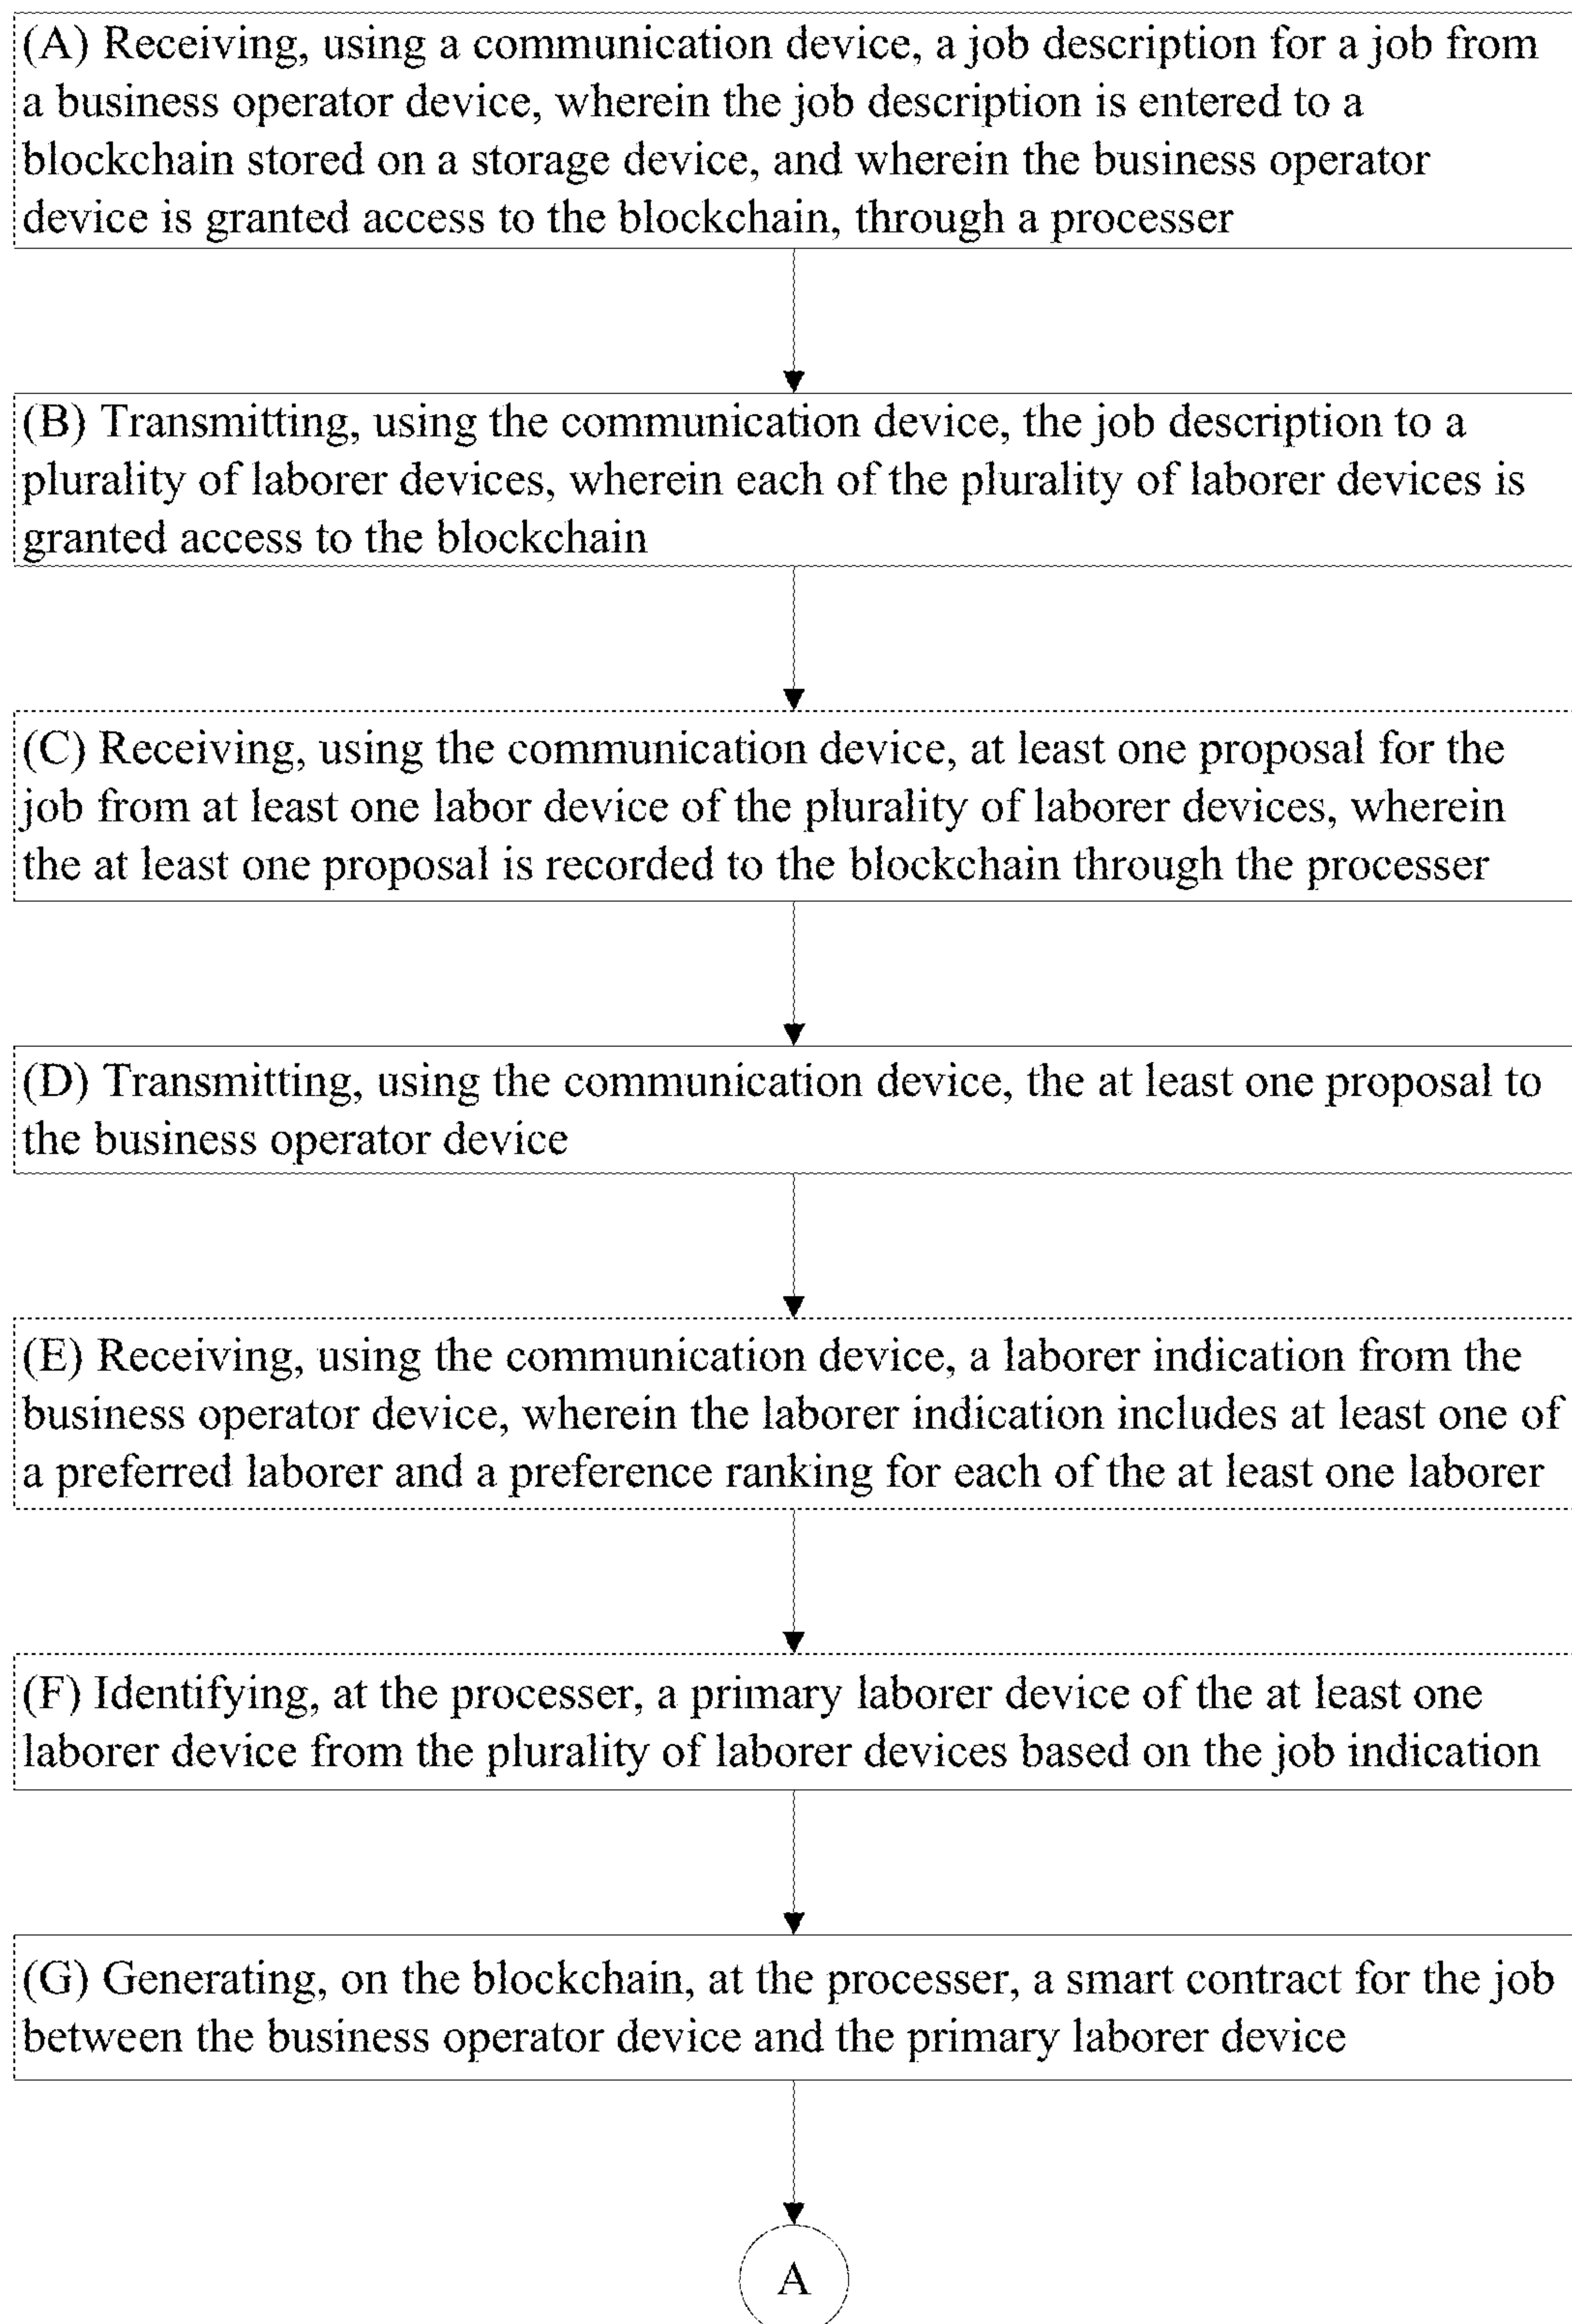 (A) Receiving, using a communication device, a job description for a job from
a business operator device, wherein the job description is entered to a
blockchain stored on a storage device, and wherein the business operator
device is granted access to the blockchain, through a processer
(B) Transmitting, using the communication device, the job description to a
plurality of laborer devices, wherein each of the plurality of laborer devices is
granted access to the blockchain
(C) Receiving, using the communication device, at least one proposal for the
job from at least one labor device of the plurality of laborer devices, wherein
the at least one proposal is recorded to the blockchain through the processer
(D) Transmitting, using the communication device, the at least one proposal to
the business operator device
(E) Receiving, using the communication device, a laborer indication from the
business operator device, wherein the laborer indication includes at least one of
a preferred laborer and a preference ranking for each of the at least one laborer
(F) Identifying, at the processer, a primary laborer device of the at least one
laborer device from the plurality of laborer devices based on the job indication
(G) Generating, on the blockchain, at the processer, a smart contract for the job
between the business operator device and the primary laborer device
A